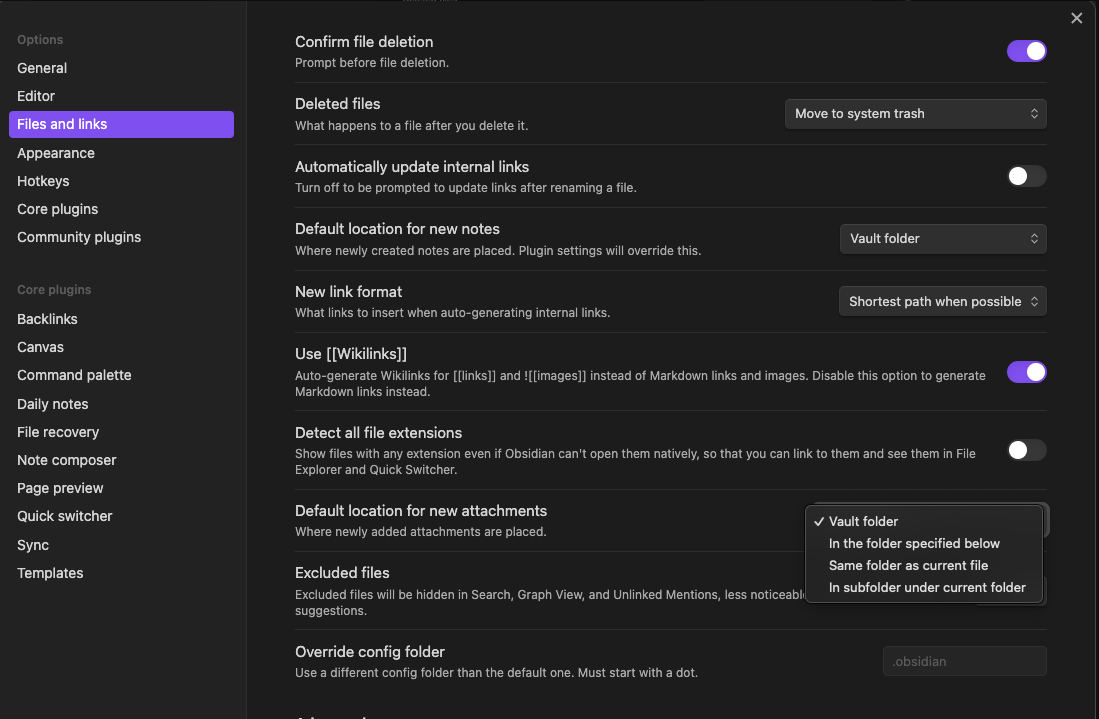 Options
General
Editor
Files and links
Appearance
Hotkeys
Core plugins
Community plugins
Core plugins
Backlinks
Canvas
Command palette
Daily notes
File recovery
Note composer
Page preview
Quick switcher
Sync
Templates
Confirm file deletion
Prompt before file deletion.
Deleted files
What happens to a file after you delete it.
Move to system trash
Automatically update internal links
Turn off to be prompted to update links after renaming a file.
Default location for new notes
Where newly created notes are placed. Plugin settings will override this.
Vault folder
New link format
What links to insert when auto-generating internal links.
Shortest path when possible
Use [[Wikilinks]]
Auto-generate Wikilinks for [[links]] and ![[images]] instead of Markdown links and images. Disable this option to generate
Markdown links instead.
Detect all file extensions
Show files with any extension even if Obsidian can't open them natively, so that you can link to them and see them in File
Explorer and Quick Switcher.
Default location for new attachments
Where newly added attachments are placed.
✓ Vault folder
In the folder specified below
Same folder as current file
In subfolder under current folder
Excluded files
Excluded files will be hidden in Search, Graph View, and Unlinked Mentions, less noticeable
suggestions.
Override config folder
Use a different config folder than the default one. Must start with a dot.
.obsidian